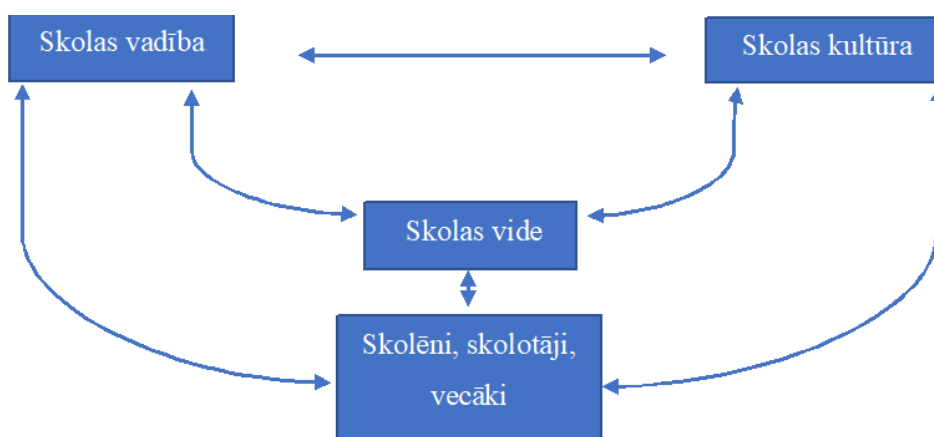 Skolas vadība
Skolas kultūra
Skolas vide
Skolēni, skolotāji,
vecāki